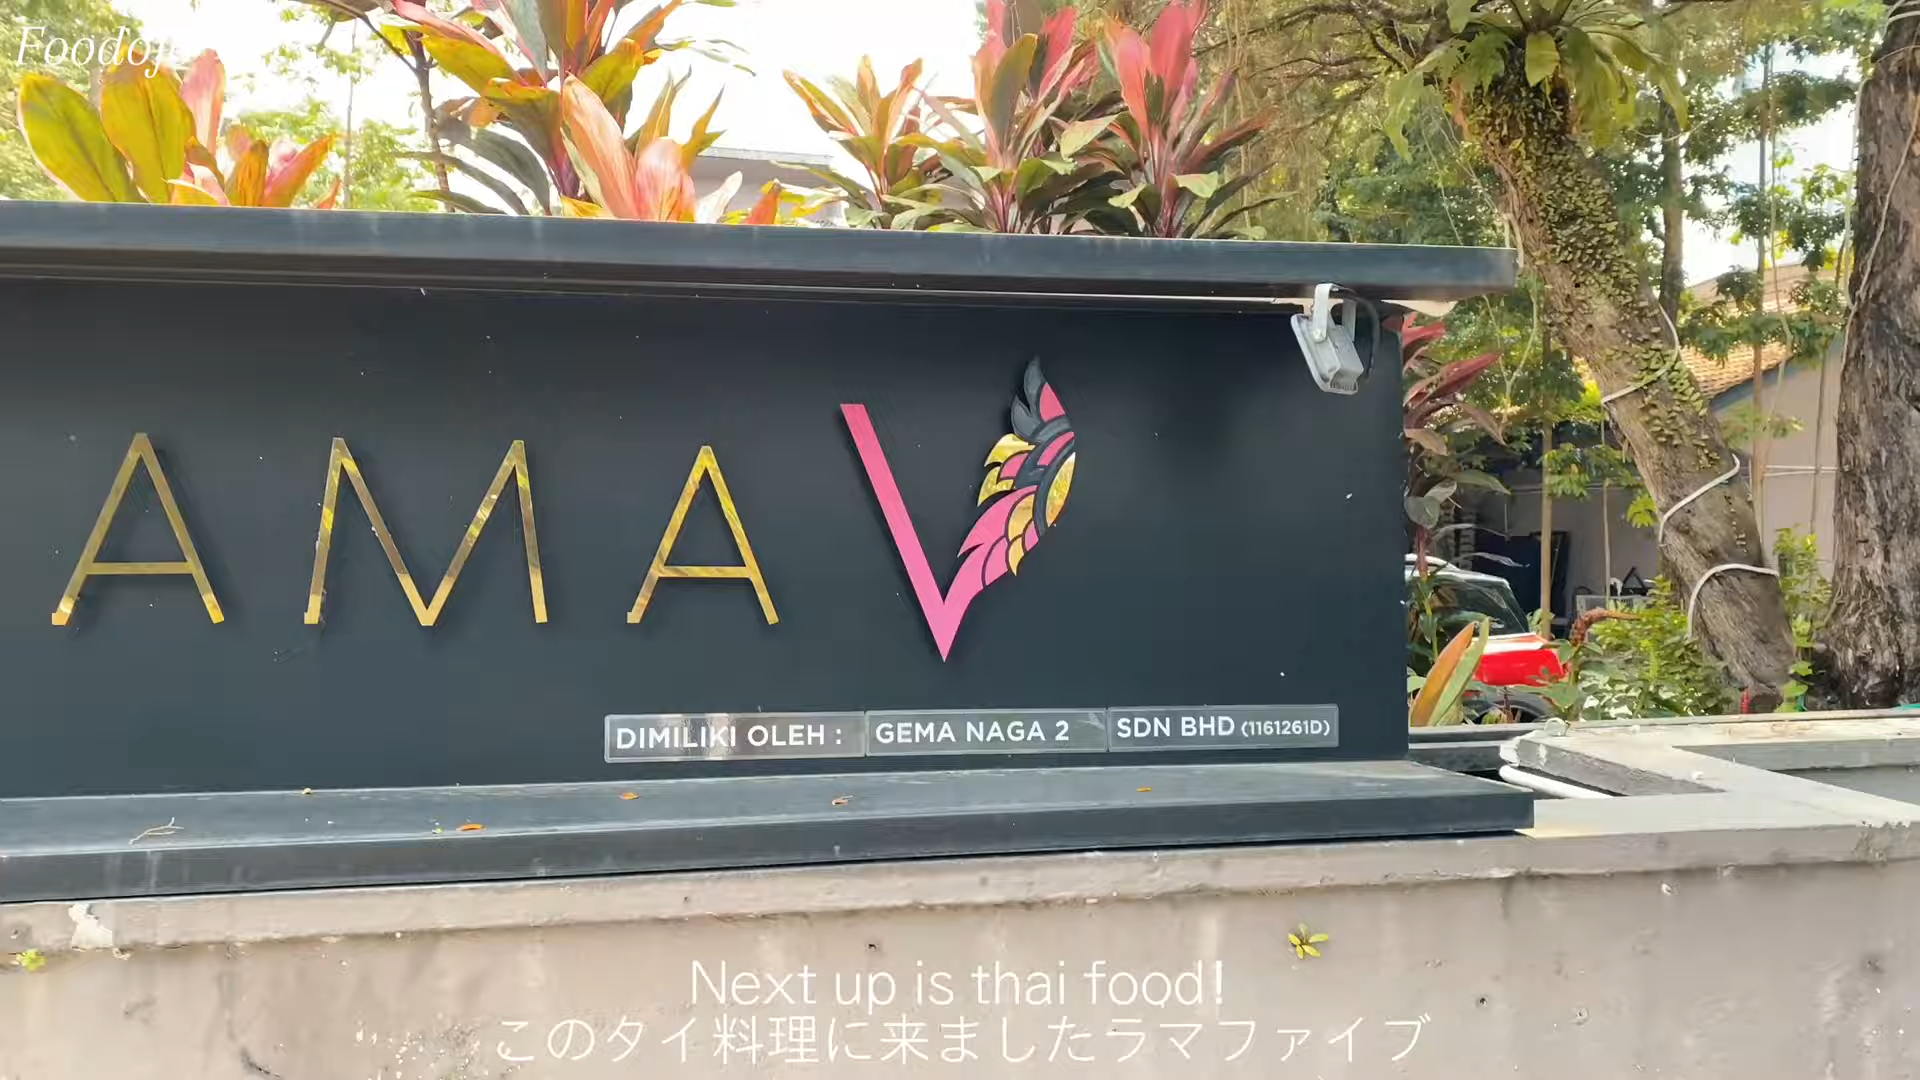 Foodo
AMA V
DIMILIKI OLEH : GEMA NAGA 2 SDN BHD (1161261D)
Next up is thai food!
このタイ料理に来ましたラマファイブ